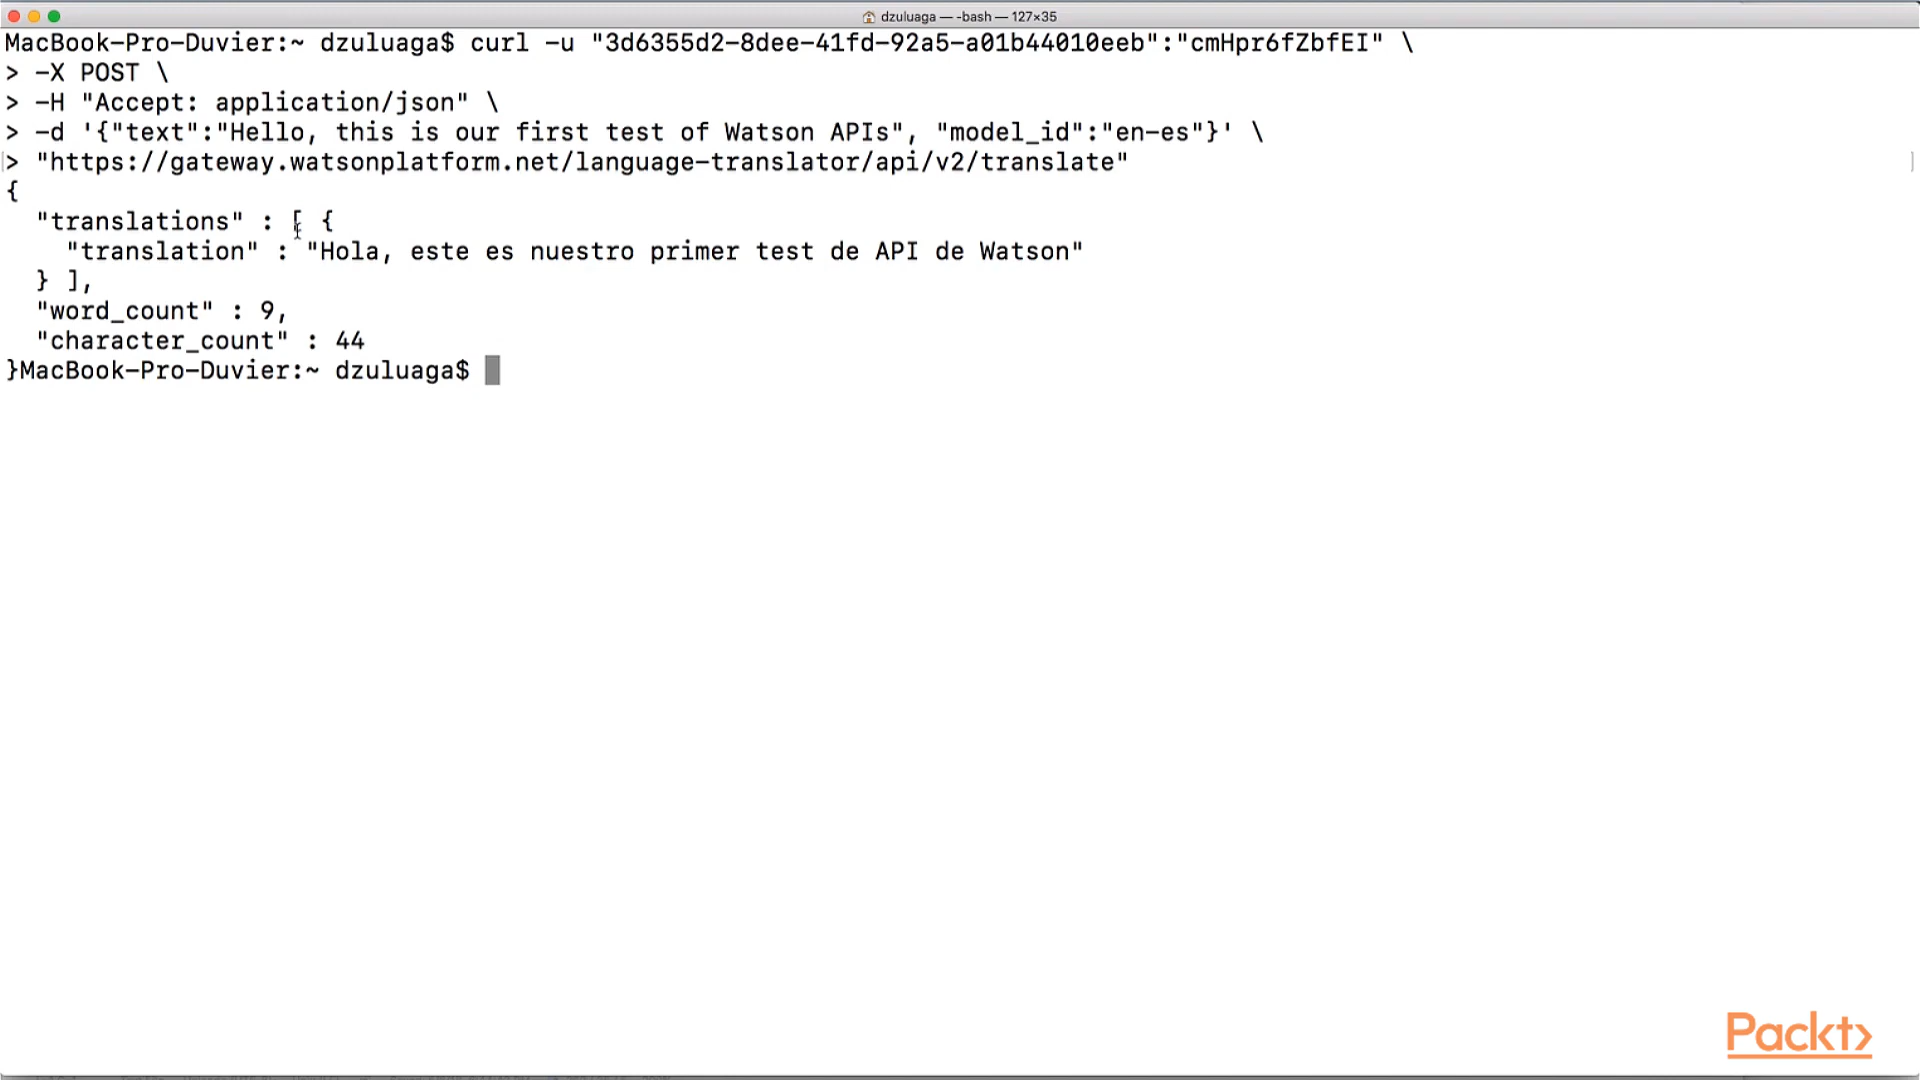 dzuluaga — -bash — 127×35
MacBook-Pro-Duvier:~ dzuluaga$ curl -u "3d6355d2-8dee-41fd-92a5-a01b44010eeb":"cmHpr6fZbfEI" \
> -X POST \
> -H "Accept: application/json" \
> -d '{"text":"Hello, this is our first test of Watson APIs", "model_id":"en-es"}' \
> "https://gateway.watsonplatform.net/language-translator/api/v2/translate"
{
  "translations" : [ {
    "translation" : "Hola, este es nuestro primer test de API de Watson"
  } ],
  "word_count" : 9,
  "character_count" : 44
}MacBook-Pro-Duvier:~ dzuluaga$
Packt>